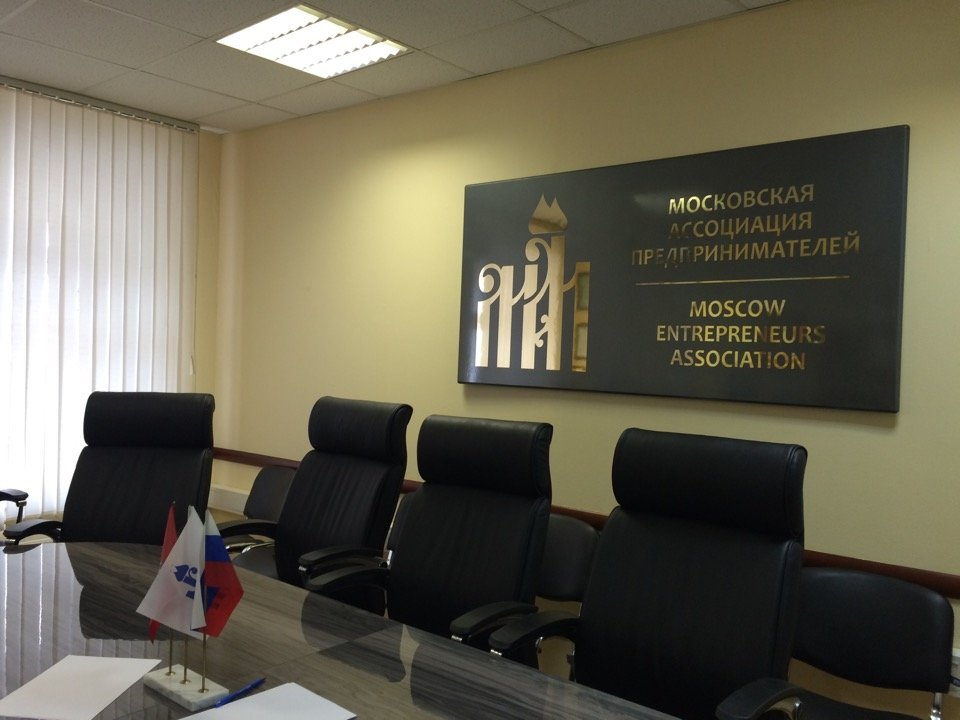 МОСКОВСКАЯ
АССОЦИАЦИЯ
ПРЕДПРИНИМАТЕЛЕЙ
MOSCOW
ENTREPRENEURS
ASSOCIATION